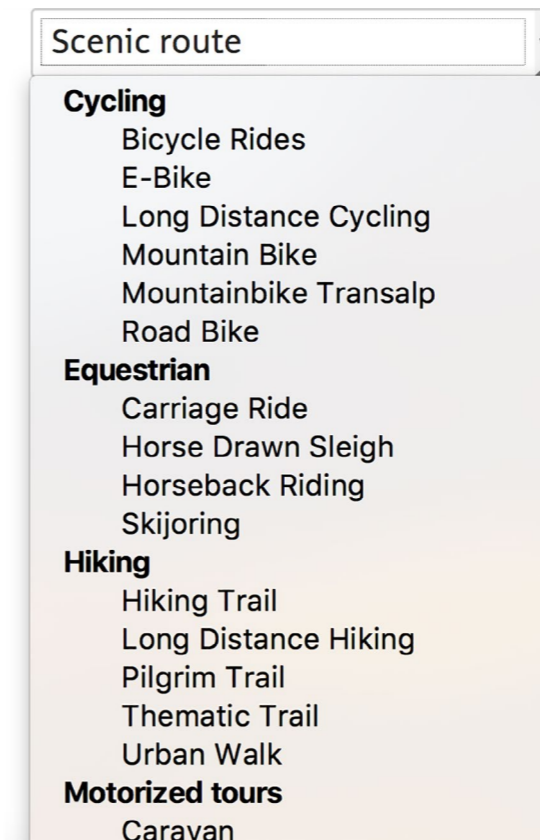 Scenic route
Cycling
Bicycle Rides
E-Bike
Long Distance Cycling
Mountain Bike
Mountainbike Transalp
Road Bike
Equestrian
Carriage Ride
Horse Drawn Sleigh
Horseback Riding
Skijoring
Hiking
Hiking Trail
Long Distance Hiking
Pilgrim Trail
Thematic Trail
Urban Walk
Motorized tours
Caravan